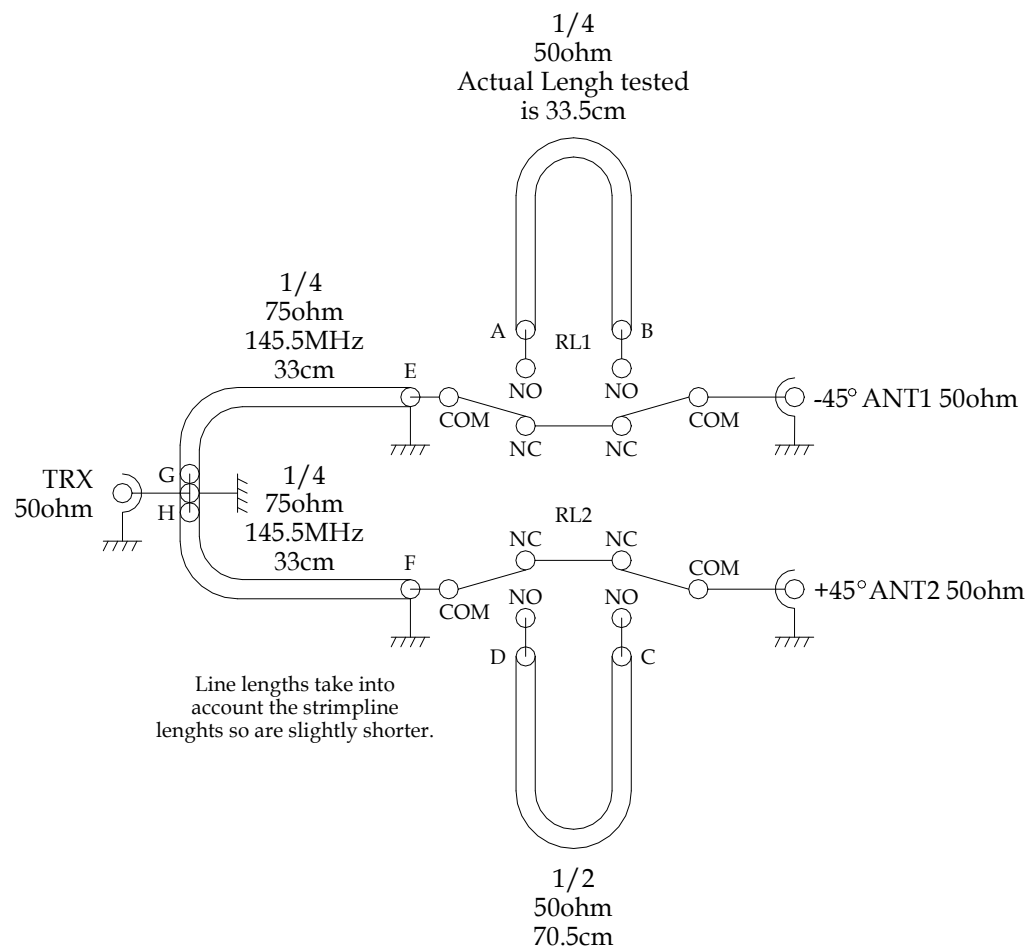 1/4
50ohm
Actual Lengh tested
is 33.5cm
1/4
75ohm
145.5MHz
33cm
A
RL1
B
E
NO
NO
COM
COM
-45° ANT1 50ohm
NC
NC
TRX
50ohm
G
H
1/4
75ohm
145.5MHz
33cm
RL2
F
NC
NC
COM
COM
NO
NO
+45° ANT2 50ohm
D
C
Line lengths take into
account the strimpline
lenghts so are slightly shorter.
1/2
50ohm
70.5cm